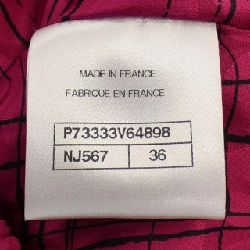 MADE IN FRANCE
FABRIQUE EN FRANCE
P73333V64898
NJ567 36